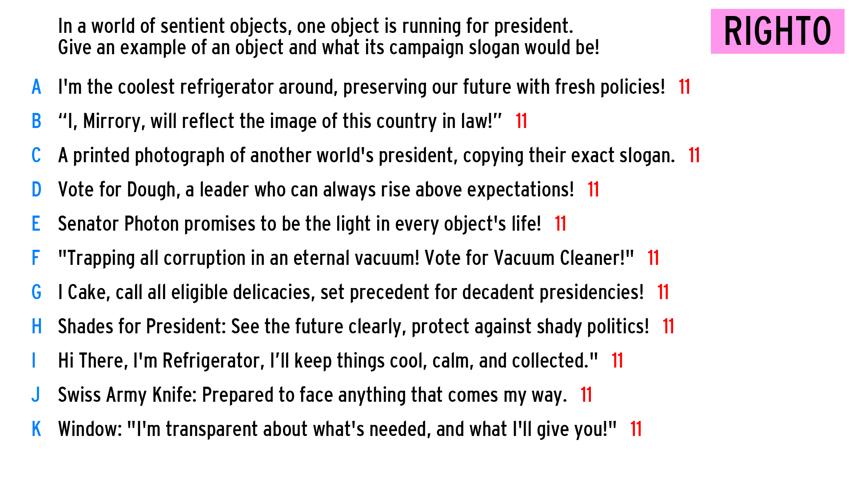 In a world of sentient objects, one object is running for president.
Give an example of an object and what its campaign slogan would be!
RIGHTO
A I'm the coolest refrigerator around, preserving our future with fresh policies! 11
B “I, Mirrory, will reflect the image of this country in law!” 11
C A printed photograph of another world's president, copying their exact slogan. 11
D Vote for Dough, a leader who can always rise above expectations! 11
E Senator Photon promises to be the light in every object's life! 11
F "Trapping all corruption in an eternal vacuum! Vote for Vacuum Cleaner!" 11
G I Cake, call all eligible delicacies, set precedent for decadent presidencies! 11
H Shades for President: See the future clearly, protect against shady politics! 11
I Hi There, I'm Refrigerator, I’ll keep things cool, calm, and collected." 11
J Swiss Army Knife: Prepared to face anything that comes my way. 11
K Window: "I'm transparent about what's needed, and what I'll give you!" 11